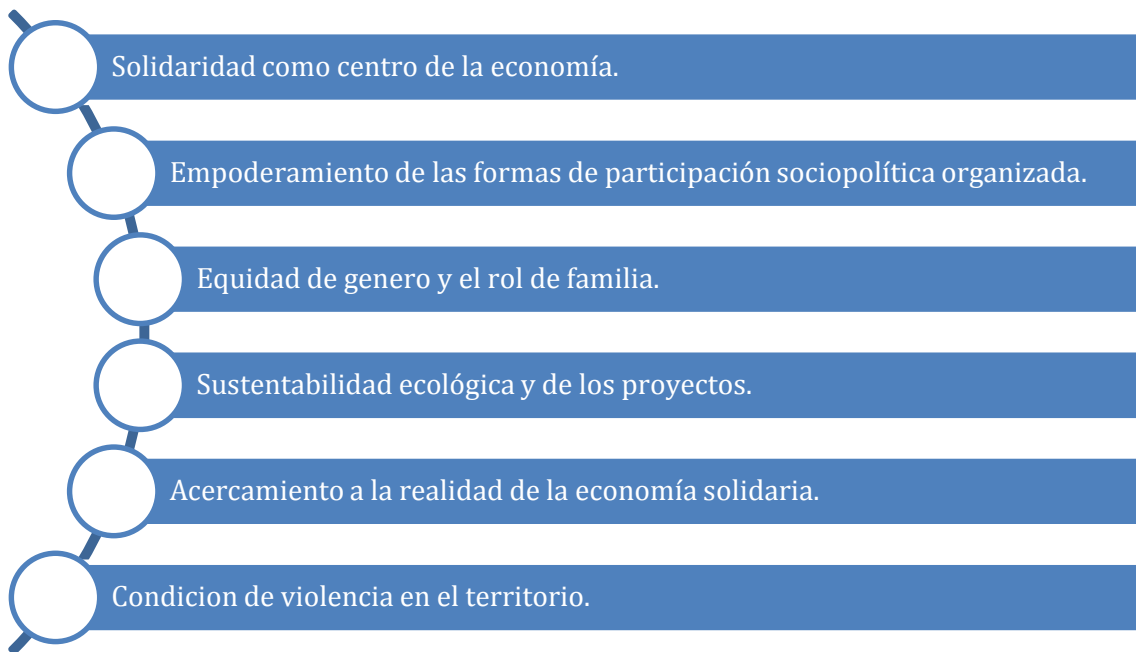 Solidaridad como centro de la economía.
Empoderamiento de las formas de participación sociopolítica organizada.
Equidad de genero y el rol de familia.
Sustentabilidad ecológica y de los proyectos.
Acercamiento a la realidad de la economía solidaria.
Condicion de violencia en el territorio.